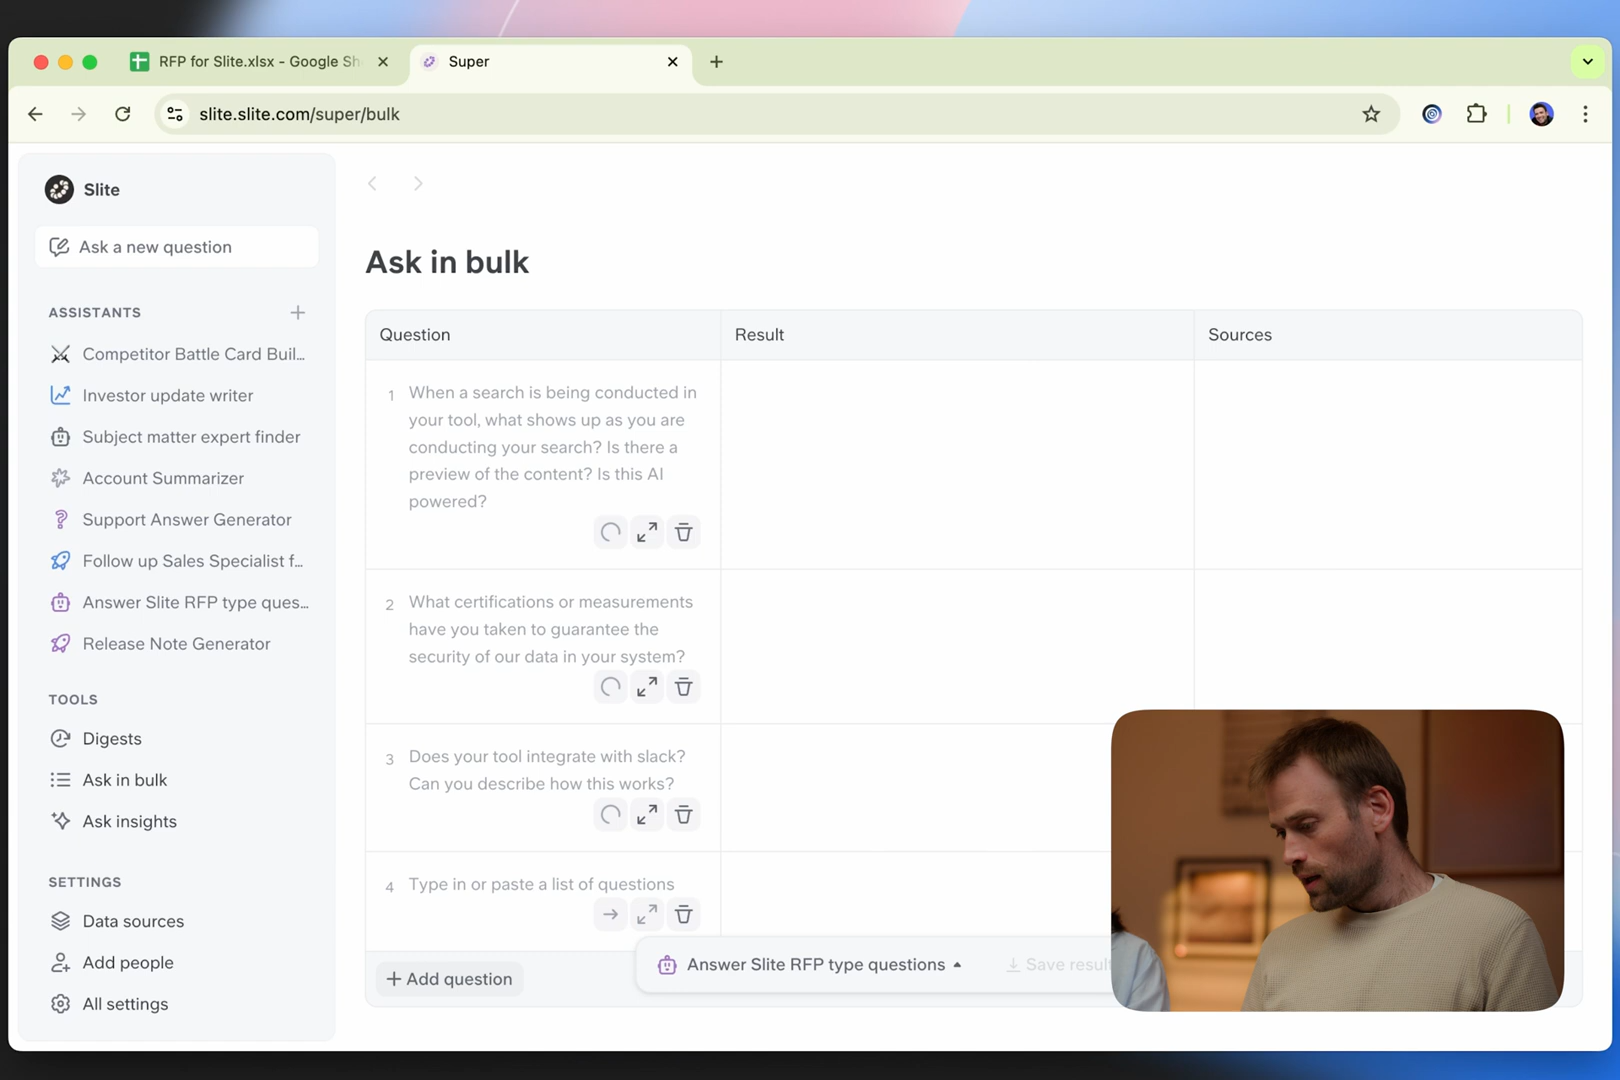 RFP for Slite.xlsx - Google Sh
Super
slite.slite.com/super/bulk
Slite
Ask a new question
ASSISTANTS
Competitor Battle Card Buil...
Investor update writer
Subject matter expert finder
Account Summarizer
Support Answer Generator
Follow up Sales Specialist f...
Answer Slite RFP type ques...
Release Note Generator
TOOLS
Digests
Ask in bulk
Ask insights
SETTINGS
Data sources
Add people
All settings
Ask in bulk
Question
Result
Sources
1
When a search is being conducted in
your tool, what shows up as you are
conducting your search? Is there a
preview of the content? Is this AI
powered?
2
What certifications or measurements
have you taken to guarantee the
security of our data in your system?
3
Does your tool integrate with slack?
Can you describe how this works?
4
Type in or paste a list of questions
+ Add question
Answer Slite RFP type questions
Save result